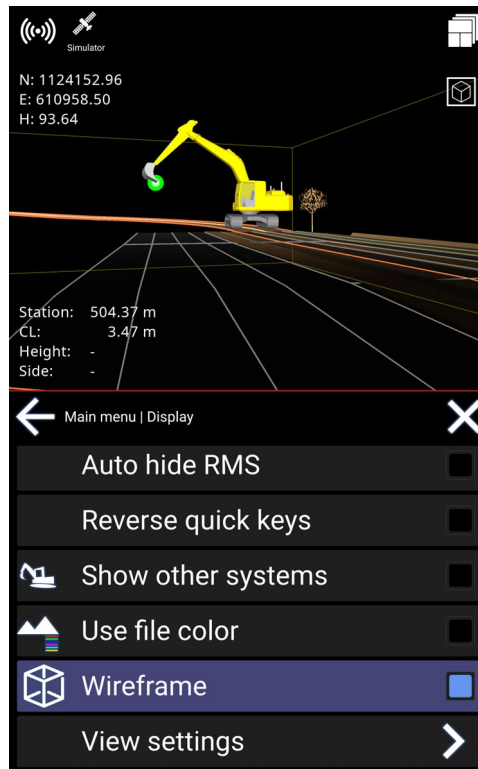 Simulator
N: 1124152.96
E: 610958.50
H: 93.64
Station: 504.37 m
CL: 3.47 m
Height: -
Side: -
Main menu | Display
Auto hide RMS
Reverse quick keys
Show other systems
Use file color
Wireframe
View settings